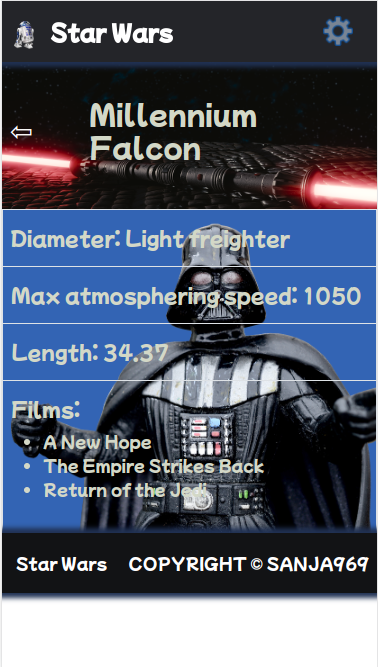 Star Wars
Millennium
Falcon
Diameter: Light freighter
Max atmosphering speed: 1050
Length: 34.37
Films:
A New Hope
The Empire Strikes Back
Return of the Jedi
Star Wars COPYRIGHT © SANJA969